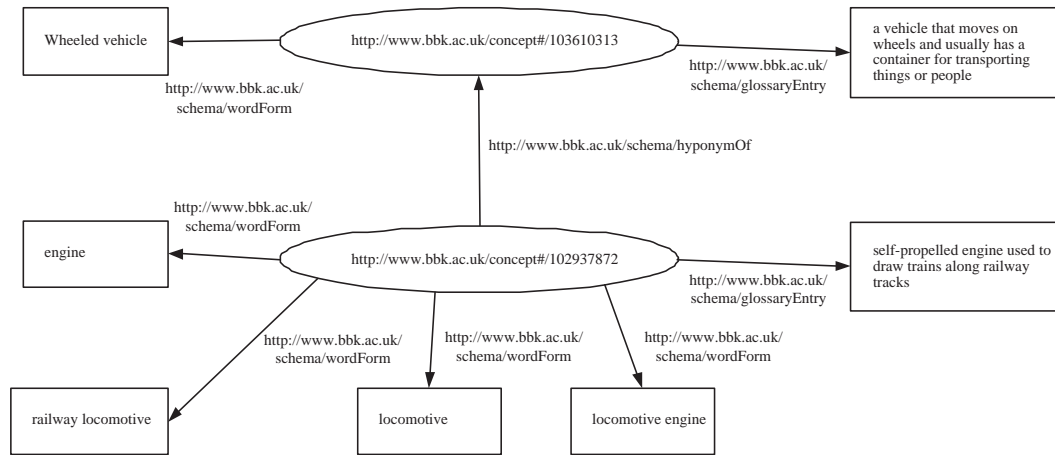 Wheeled vehicle
http://www.bbk.ac.uk/concept#/103610313
a vehicle that moves on
wheels and usually has a
container for transporting
things or people
http://www.bbk.ac.uk/
schema/wordForm
http://www.bbk.ac.uk/
schema/glossaryEntry
http://www.bbk.ac.uk/schema/hyponymOf
http://www.bbk.ac.uk/
schema/wordForm
engine
http://www.bbk.ac.uk/concept#/102937872
self-propelled engine used to
draw trains along railway
tracks
http://www.bbk.ac.uk/
schema/glossaryEntry
http://www.bbk.ac.uk/
schema/wordForm
http://www.bbk.ac.uk/
schema/wordForm
http://www.bbk.ac.uk/
schema/wordForm
railway locomotive
locomotive
locomotive engine